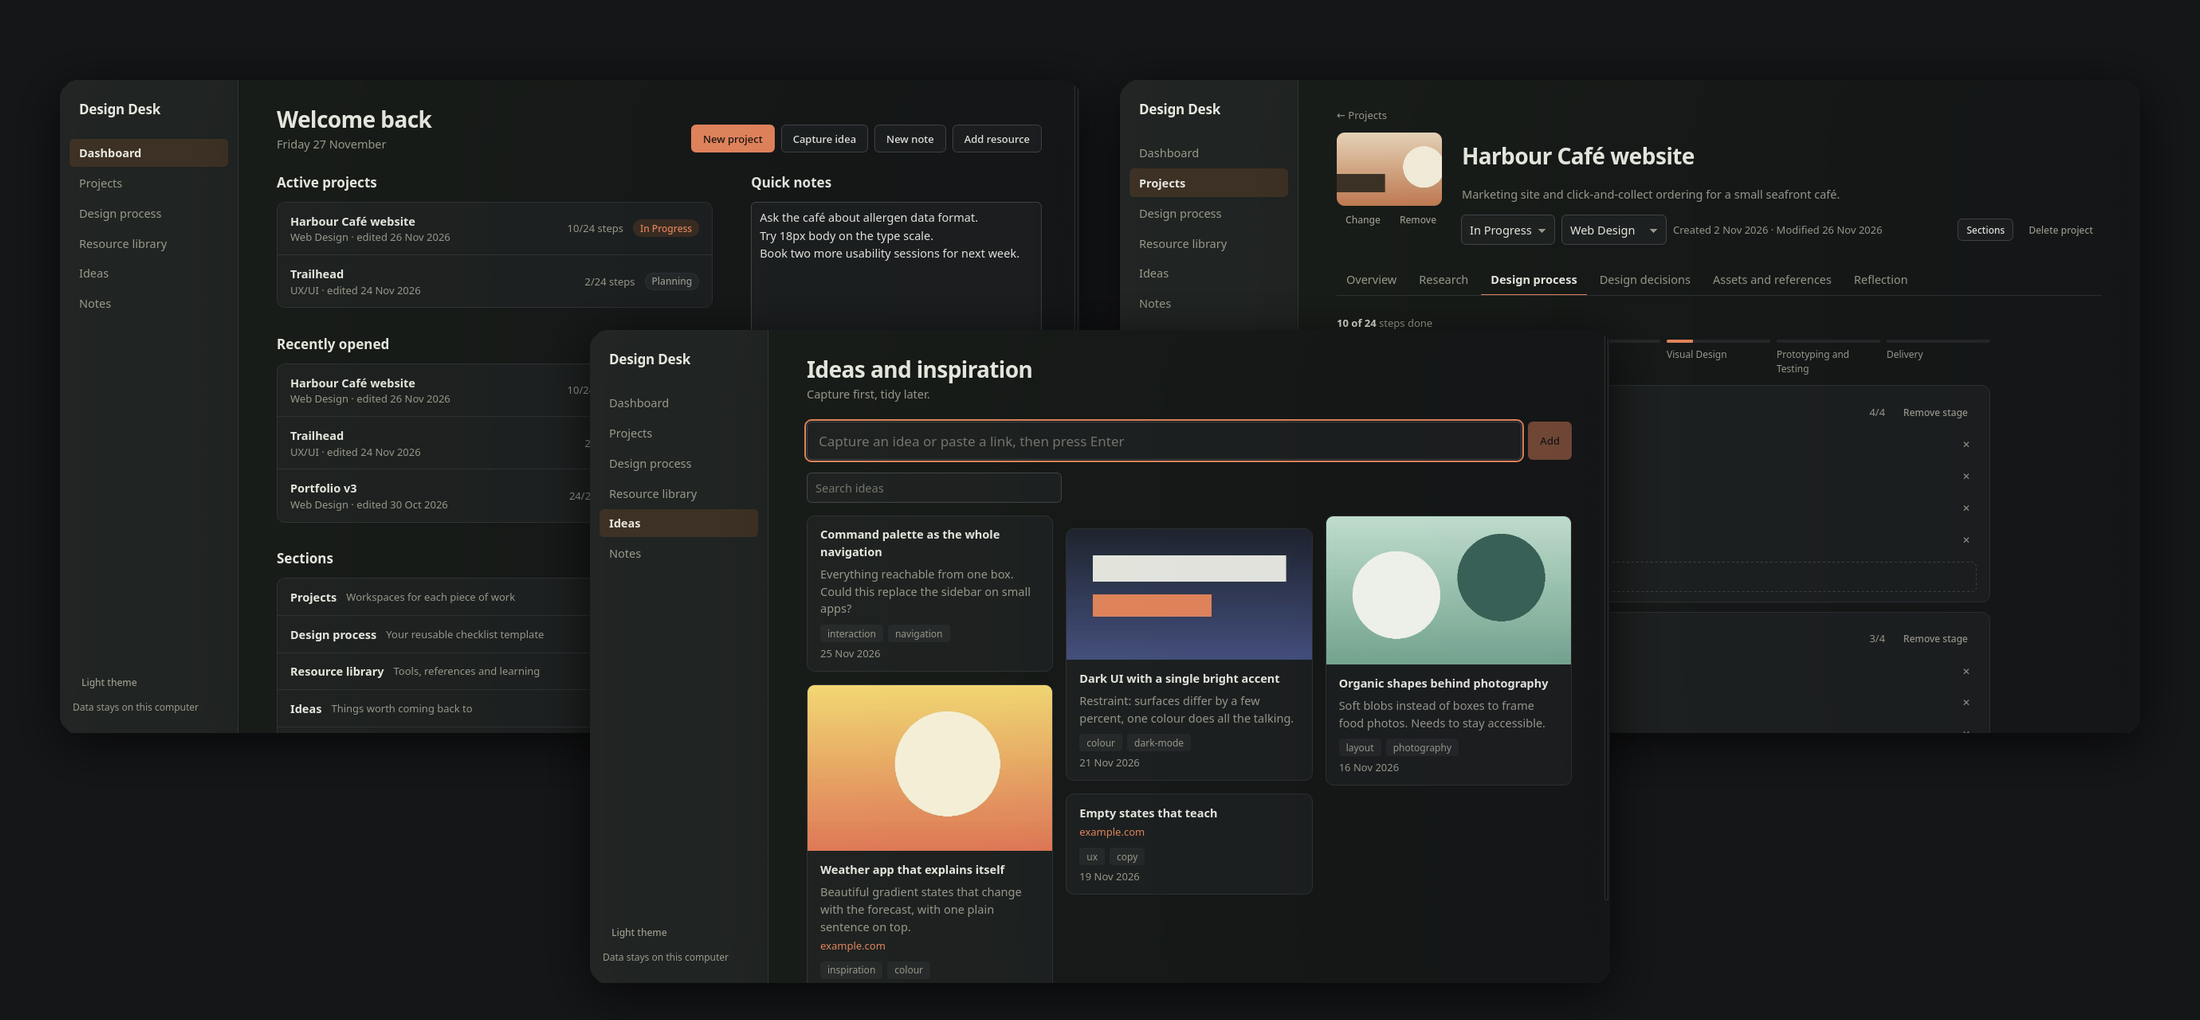 Design Desk
Dashboard
Projects
Design process
Resource library
Ideas
Notes
Light theme
Data stays on this computer
Welcome back
Friday 27 November
New project
Capture idea
New note
Add resource
Active projects
Harbour Café website
Web Design · edited 26 Nov 2026
10/24 steps
In Progress
Trailhead
UX/UI · edited 24 Nov 2026
2/24 steps
Planning
Quick notes
Ask the café about allergen data format.
Try 18px body on the type scale.
Book two more usability sessions for next week.
Recently opened
Harbour Café website
Web Design · edited 26 Nov 2026
Trailhead
UX/UI · edited 24 Nov 2026
Portfolio v3
Web Design · edited 30 Oct 2026
Sections
Projects Workspaces for each piece of work
Design process Your reusable checklist template
Resource library Tools, references and learning
Ideas Things worth coming back to
Design Desk
Dashboard
Projects
Design process
Resource library
Ideas
Notes
← Projects
Change
Remove
Harbour Café website
Marketing site and click-and-collect ordering for a small seafront café.
In Progress
Web Design
Created 2 Nov 2026 · Modified 26 Nov 2026
Sections
Delete project
Overview
Research
Design process
Design decisions
Assets and references
Reflection
10 of 24 steps done
Visual Design
Prototyping and
Testing
Delivery
4/4
Remove stage
×
×
×
×
3/4
Remove stage
×
×
Design Desk
Dashboard
Projects
Design process
Resource library
Ideas
Notes
Light theme
Data stays on this computer
Ideas and inspiration
Capture first, tidy later.
Capture an idea or paste a link, then press Enter
Add
Search ideas
Command palette as the whole
navigation
Everything reachable from one box.
Could this replace the sidebar on small
apps?
interaction
navigation
25 Nov 2026
Weather app that explains itself
Beautiful gradient states that change
with the forecast, with one plain
sentence on top.
example.com
inspiration
colour
Dark UI with a single bright accent
Restraint: surfaces differ by a few
percent, one colour does all the talking.
colour
dark-mode
21 Nov 2026
Empty states that teach
example.com
ux
copy
19 Nov 2026
Organic shapes behind photography
Soft blobs instead of boxes to frame
food photos. Needs to stay accessible.
layout
photography
16 Nov 2026